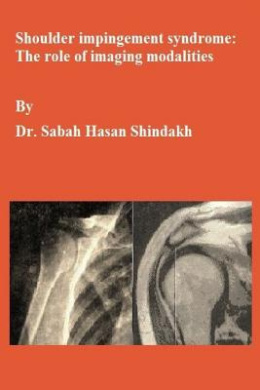 Shoulder impingement syndrome:
The role of imaging modalities
By
Dr. Sabah Hasan Shindakh